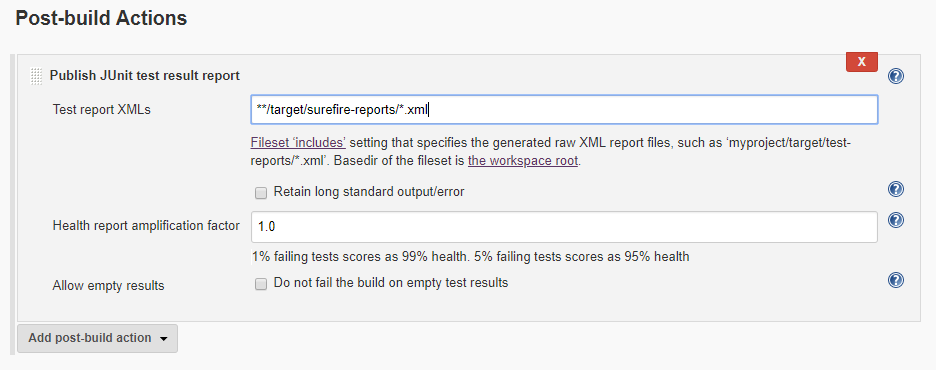 Post-build Actions
Publish JUnit test result report
X
?
Test report XMLs
**/target/surefire-reports/*.xml
Fileset ‘includes’ setting that specifies the generated raw XML report files, such as ‘myproject/target/test-
reports/*.xml’. Basedir of the fileset is the workspace root.
Retain long standard output/error
?
Health report amplification factor
1.0
?
1% failing tests scores as 99% health. 5% failing tests scores as 95% health
Allow empty results
Do not fail the build on empty test results
?
Add post-build action